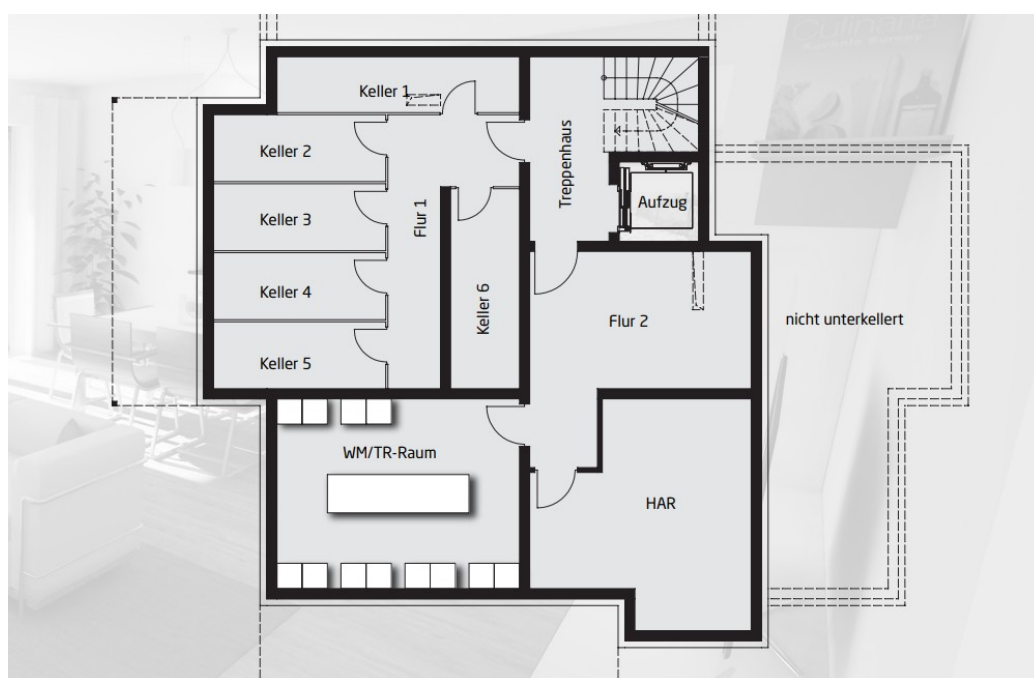 Culinaria
Keller 1
Keller 2
Treppenhaus
Aufzug
Keller 3
Flur 1
Keller 4
Keller 6
Flur 2
nicht unterkellert
Keller 5
WM/TR-Raum
HAR